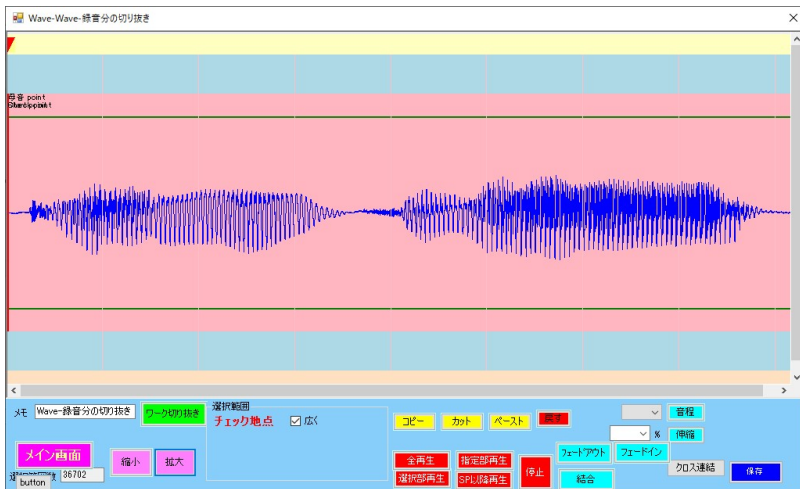 Wave-Wave-録音分の切り抜き
母音 point
メモ
Wave-録音分の切り抜き
ワーク切り抜き
選択範囲
チェック地点
広く
コピー
カット
ペースト
戻す
音程
%
伸縮
メイン画面
縮小
拡大
全再生
指定部再生
停止
フェートアウト
フェードイン
選択部再生
SP以降再生
結合
クロス連結
保存
36702
button